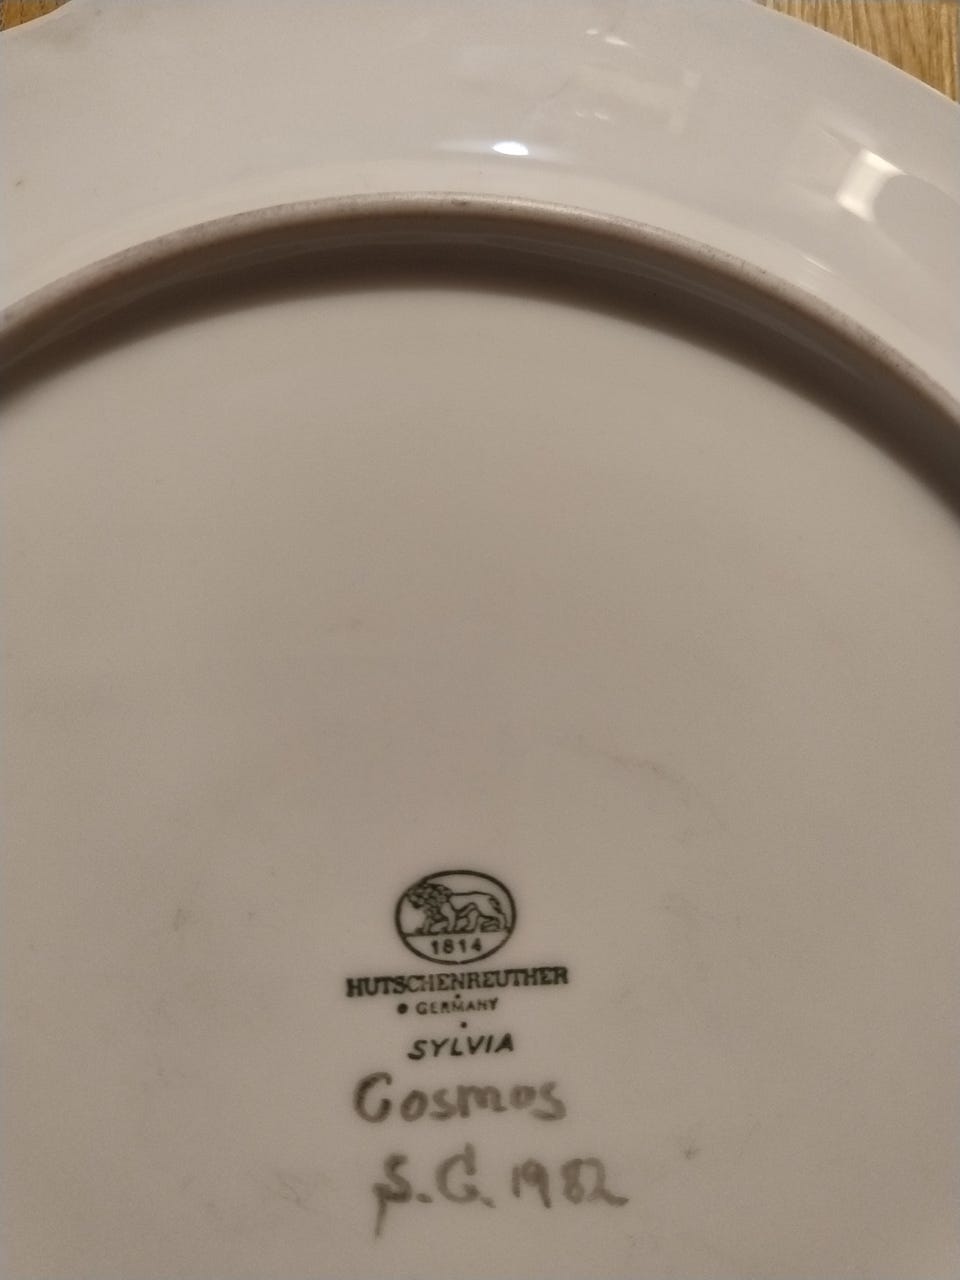 1814
HUTSCHENREUTHER
GERMANY
SYLVIA
Cosmos
S.C. 1982